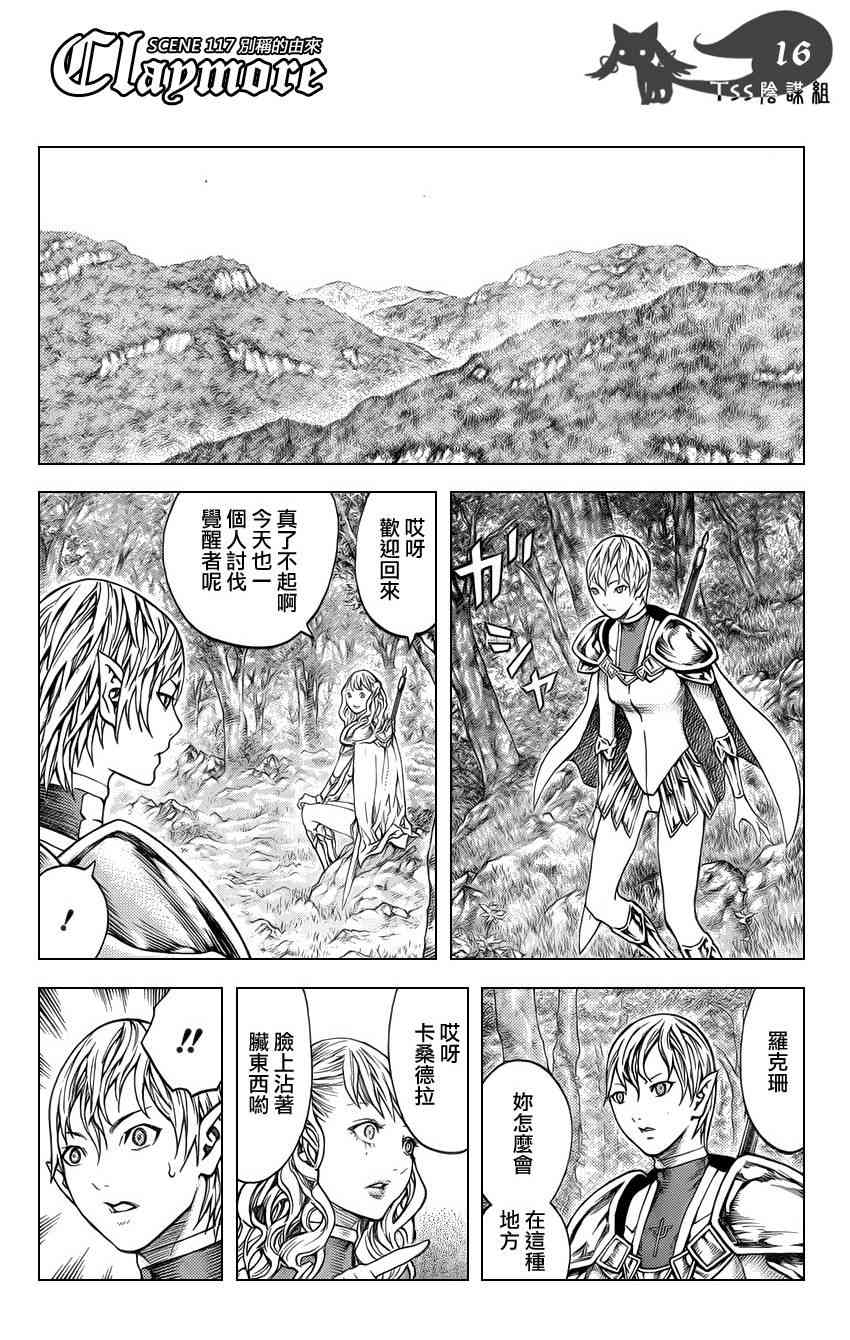 SCENE 117 別稱的由來
Claymore
16
Tss陰謀組
ガシャ
哎呀
歡迎回來
真了不起啊
今天也一
個人討伐
覺醒者呢
！
羅克珊
妳怎麼會
在這種
地方
哎呀
卡桑德拉
臉上沾著
臟東西喲
!!